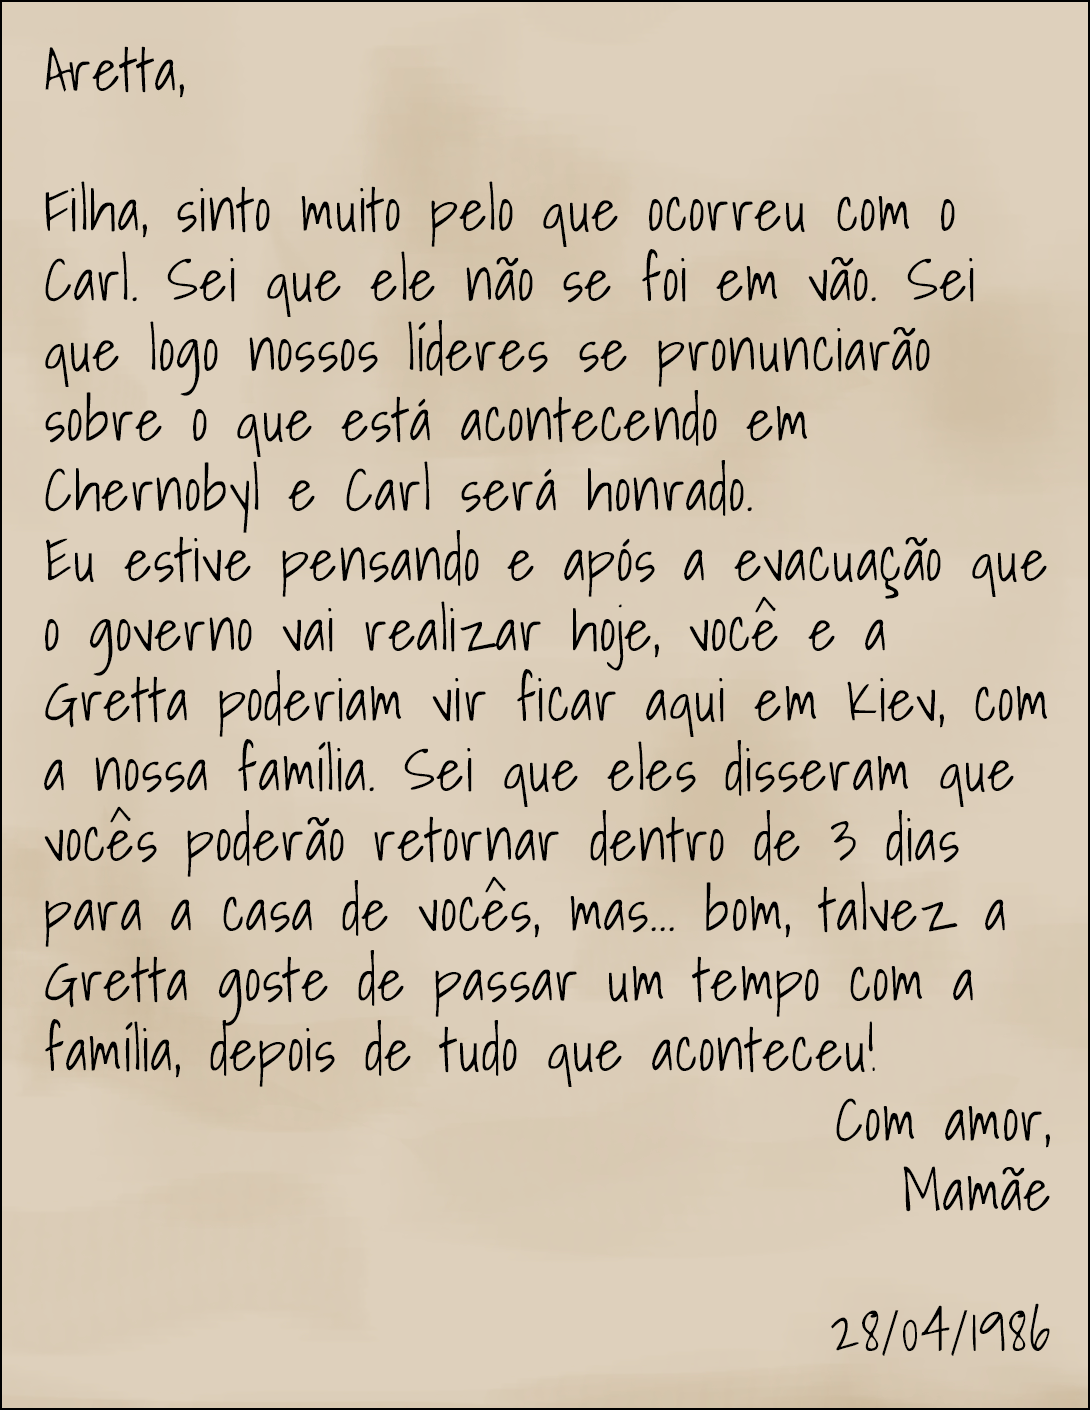 Aretta,
Filha, sinto muito pelo que ocorreu com o
Carl. Sei que ele não se foi em vão. Sei
que logo nossos líderes se pronunciarão
sobre o que está acontecendo em
Chernobyl e Carl será honrado.
Eu estive pensando e após a evacuação que
o governo vai realizar hoje, você e a
Gretta poderiam vir ficar aqui em Kiev, com
a nossa família. Sei que eles disseram que
vocês poderão retornar dentro de 3 dias
para a casa de vocês, mas... bom, talvez a
Gretta goste de passar um tempo com a
família, depois de tudo que aconteceu!
Com amor,
Mamãe
28/04/1986